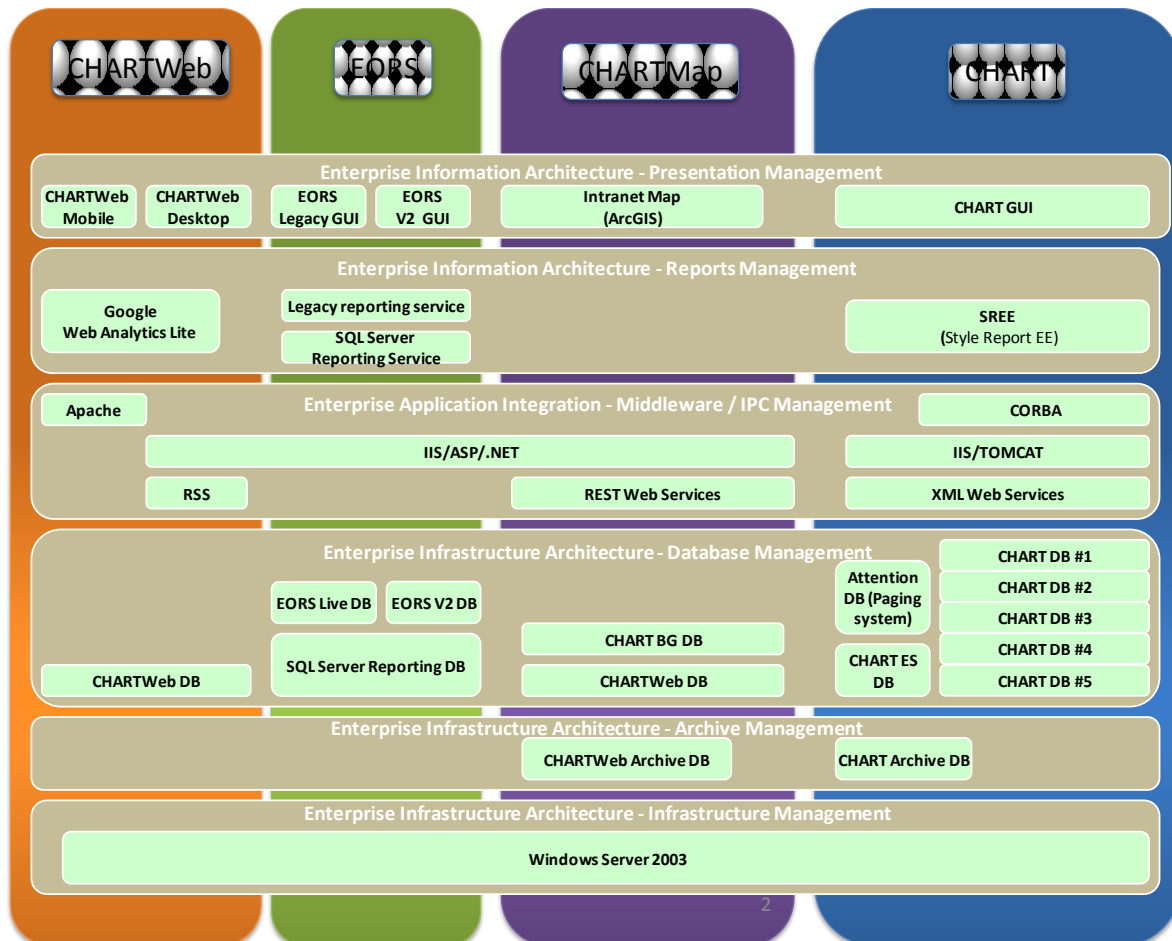 CHARTWeb
EORS
CHARTMap
CHART
Enterprise Information Architecture - Presentation Management
CHARTWeb
Mobile
CHARTWeb
Desktop
EORS
Legacy GUI
EORS
V2 GUI
Intranet Map
(ArcGIS)
CHART GUI
Enterprise Information Architecture - Reports Management
Google
Web Analytics Lite
Legacy reporting service
SQL Server
Reporting Service
SREE
(Style Report EE)
Enterprise Application Integration - Middleware / IPC Management
Apache
CORBA
IIS/ASP/.NET
IIS/TOMCAT
RSS
REST Web Services
XML Web Services
Enterprise Infrastructure Architecture - Database Management
CHARTWeb DB
EORS Live DB
EORS V2 DB
SQL Server Reporting DB
CHART BG DB
CHARTWeb DB
Attention
DB (Paging
system)
CHART ES
DB
CHART DB #1
CHART DB #2
CHART DB #3
CHART DB #4
CHART DB #5
Enterprise Infrastructure Architecture - Archive Management
CHARTWeb Archive DB
CHART Archive DB
Enterprise Infrastructure Architecture - Infrastructure Management
Windows Server 2003
2